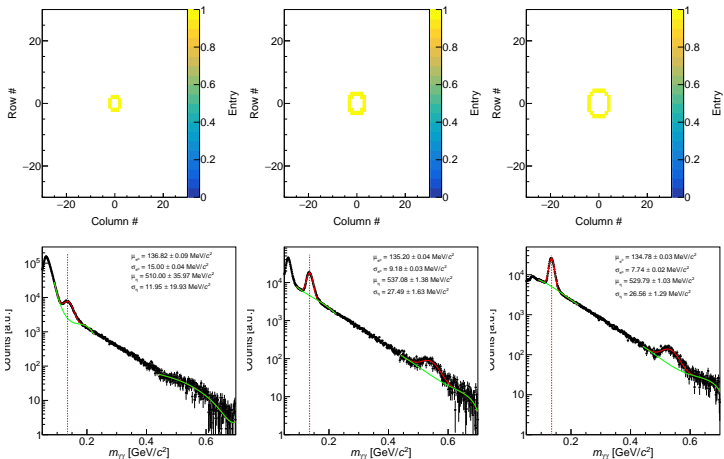 20
0
−20
Row #
−20
0
20
Column #
1
0.8
0.6
0.4
0.2
0
Entry
20
0
−20
Row #
−20
0
20
Column #
1
0.8
0.6
0.4
0.2
0
Entry
20
0
−20
Row #
−20
0
20
Column #
1
0.8
0.6
0.4
0.2
0
Entry
μπ⁰ = 136.82 ± 0.09 MeV/c²
σπ⁰ = 15.00 ± 0.04 MeV/c²
μη = 510.00 ± 35.97 MeV/c²
ση = 11.95 ± 19.93 MeV/c²
10⁵
10⁴
10³
10²
10
1
Counts [a.u.]
0.2
0.4
0.6
mγγ [GeV/c²]
μπ⁰ = 135.20 ± 0.04 MeV/c²
σπ⁰ = 9.18 ± 0.03 MeV/c²
μη = 537.08 ± 1.38 MeV/c²
ση = 27.49 ± 1.63 MeV/c²
10⁴
10³
10²
10
1
Counts [a.u.]
0.2
0.4
0.6
mγγ [GeV/c²]
μπ⁰ = 134.78 ± 0.03 MeV/c²
σπ⁰ = 7.74 ± 0.02 MeV/c²
μη = 529.79 ± 1.03 MeV/c²
ση = 26.56 ± 1.29 MeV/c²
10⁴
10³
10²
10
1
Counts [a.u.]
0.2
0.4
0.6
mγγ [GeV/c²]